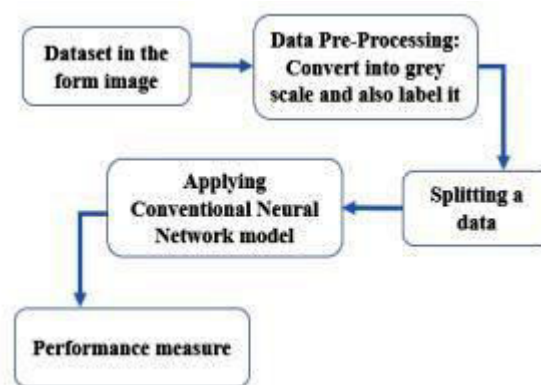 Dataset in the
form image
Data Pre-Processing:
Convert into grey
scale and also label it
Splitting a
data
Applying
Conventional Neural
Network model
Performance measure